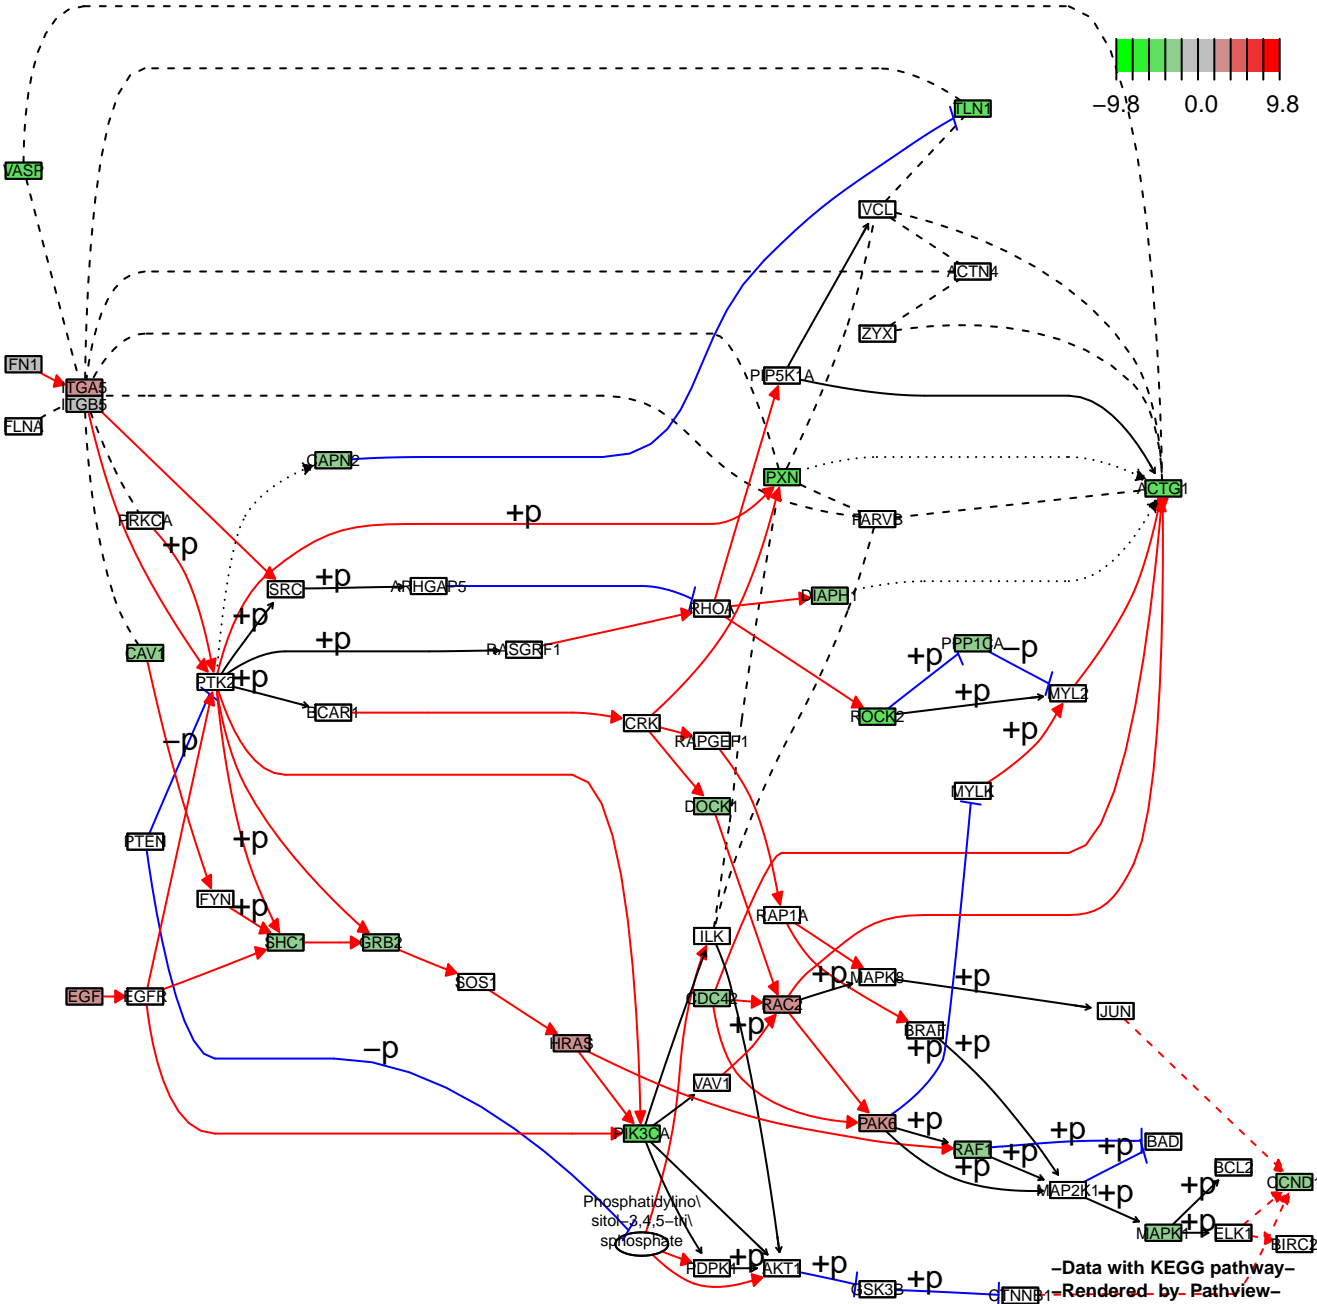 −9.8 0.0 9.8
TLN1
VASP
VCL
ACTN4
ZYX
FN1
ITGA5
ITGB5
FLNA
PIP5K1A
CAPN2
PXN
ACTG1
PRKCA
+p
PARVB
+p
SRC
+p
ARHGAP5
DIAPH1
RHOA
+p
CAV1
+p
RASGRF1
PPP1CA
−p
+p
PTK2
+p
MYL2
+p
BCAR1
CRK
ROCK2
+p
−p
RAPGEF1
MYLK
DOCK1
PTEN
+p
FYN
+p
RAP1A
SHC1
GRB2
ILK
EGF
EGFR
SOS1
CDC42
RAC2
+p
MAPK8
+p
JUN
+p
BRAF
HRAS
+p
+p
−p
VAV1
PAK6
+p
PIK3CA
RAF1
+p
BAD
+p
+p
+p
BCL2
CCND1
MAP2K1
+p
+p
Phosphatidylino\
sitol−3,4,5−tri\
sphosphate
MAPK1
+p
ELK1
BIRC2
PDPK1
+p
AKT1
+p
GSK3B
+p
CTNNB1
−Data with KEGG pathway−
−Rendered by Pathview−